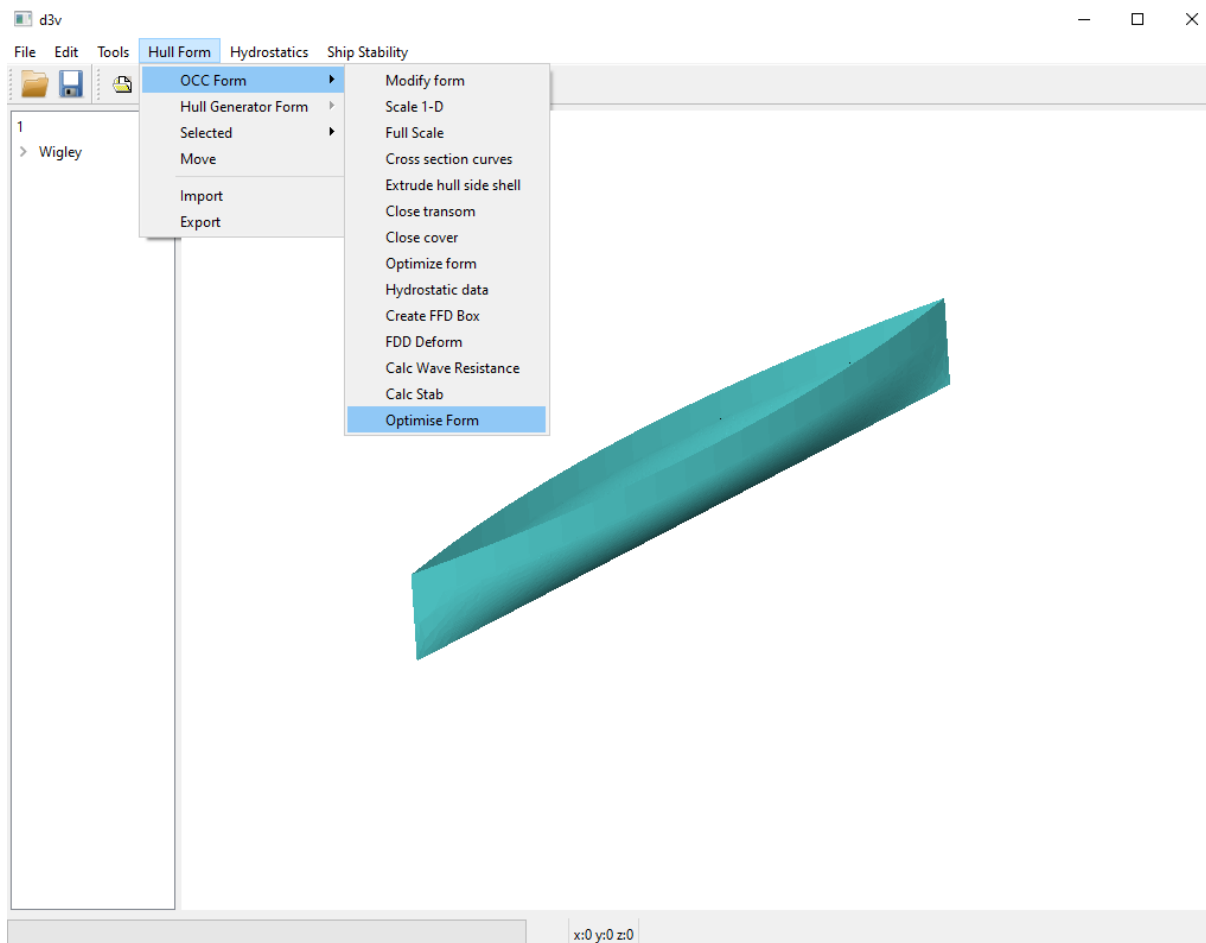 d3v
File Edit Tools Hull Form Hydrostatics Ship Stability
1
Wigley
OCC Form
Hull Generator Form
Selected
Move
Import
Export
Modify form
Scale 1-D
Full Scale
Cross section curves
Extrude hull side shell
Close transom
Close cover
Optimize form
Hydrostatic data
Create FFD Box
FDD Deform
Calc Wave Resistance
Calc Stab
Optimise Form
x:0 y:0 z:0